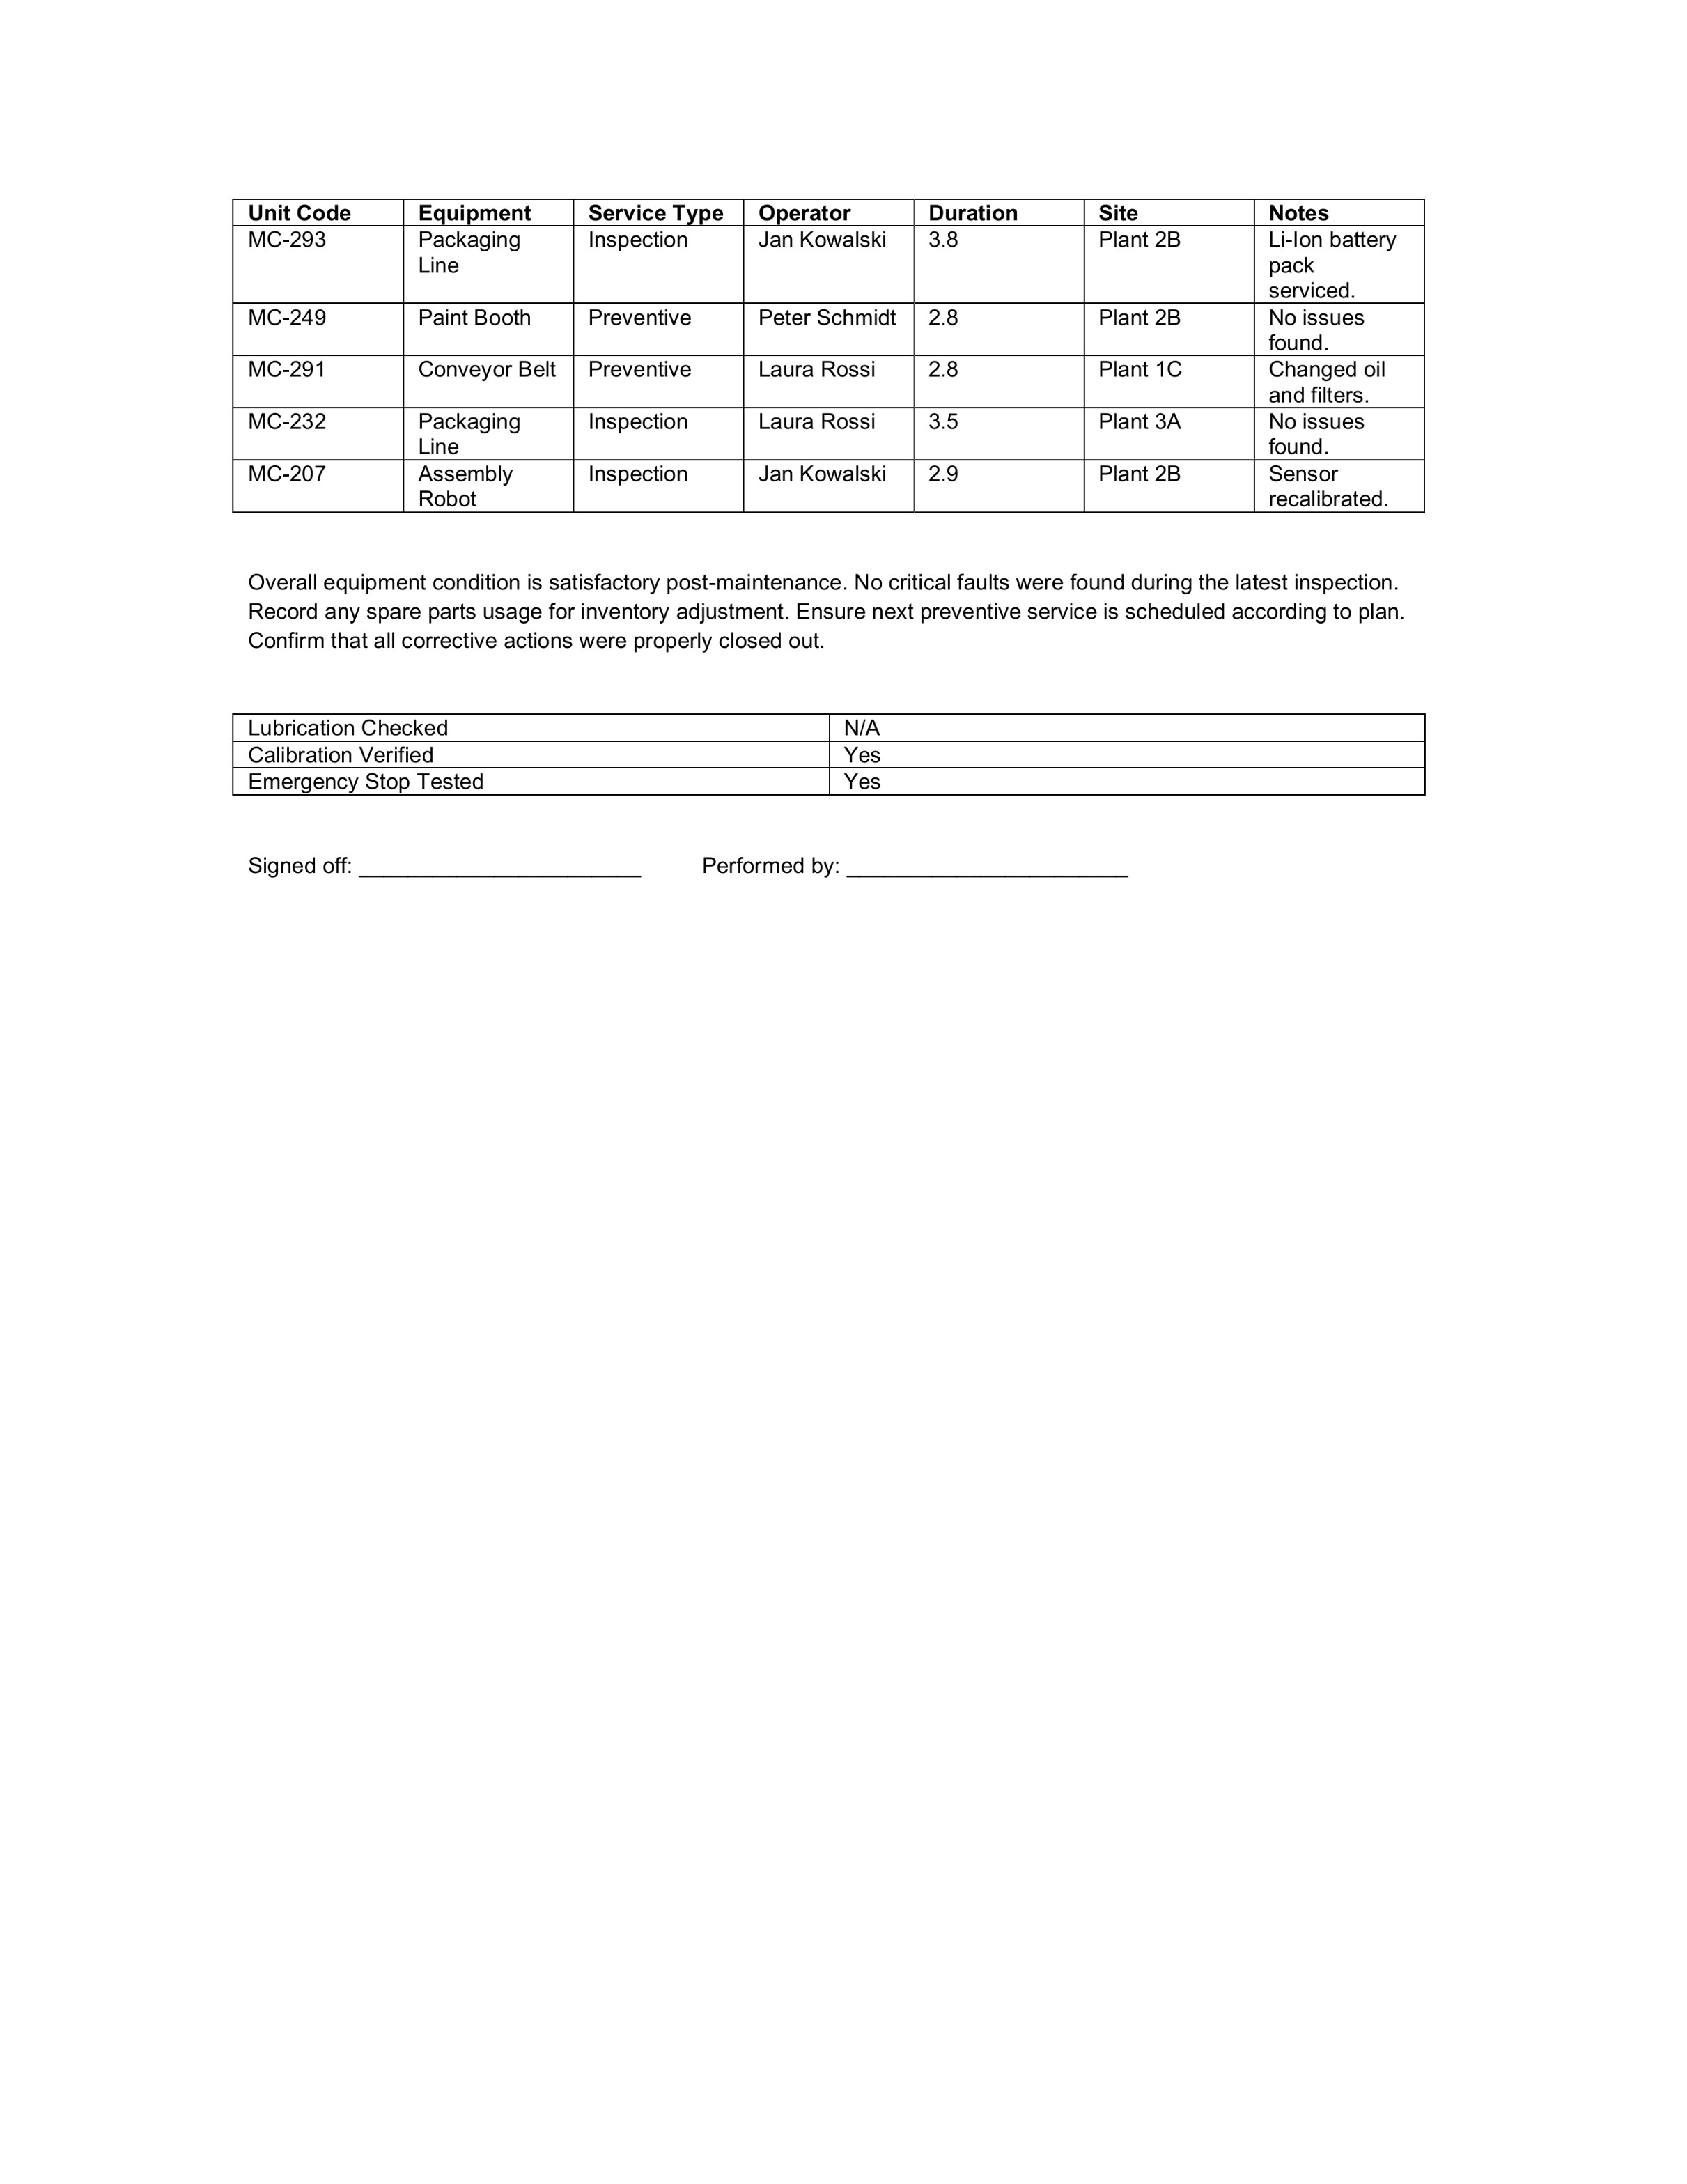 Unit Code Equipment Service Type Operator Duration Site Notes
MC-293 Packaging Line Inspection Jan Kowalski 3.8 Plant 2B Li-Ion battery pack serviced.
MC-249 Paint Booth Preventive Peter Schmidt 2.8 Plant 2B No issues found.
MC-291 Conveyor Belt Preventive Laura Rossi 2.8 Plant 1C Changed oil and filters.
MC-232 Packaging Line Inspection Laura Rossi 3.5 Plant 3A No issues found.
MC-207 Assembly Robot Inspection Jan Kowalski 2.9 Plant 2B Sensor recalibrated.
Overall equipment condition is satisfactory post-maintenance. No critical faults were found during the latest inspection.
Record any spare parts usage for inventory adjustment. Ensure next preventive service is scheduled according to plan.
Confirm that all corrective actions were properly closed out.
Lubrication Checked N/A
Calibration Verified Yes
Emergency Stop Tested Yes
Signed off: _______________________ Performed by: _______________________